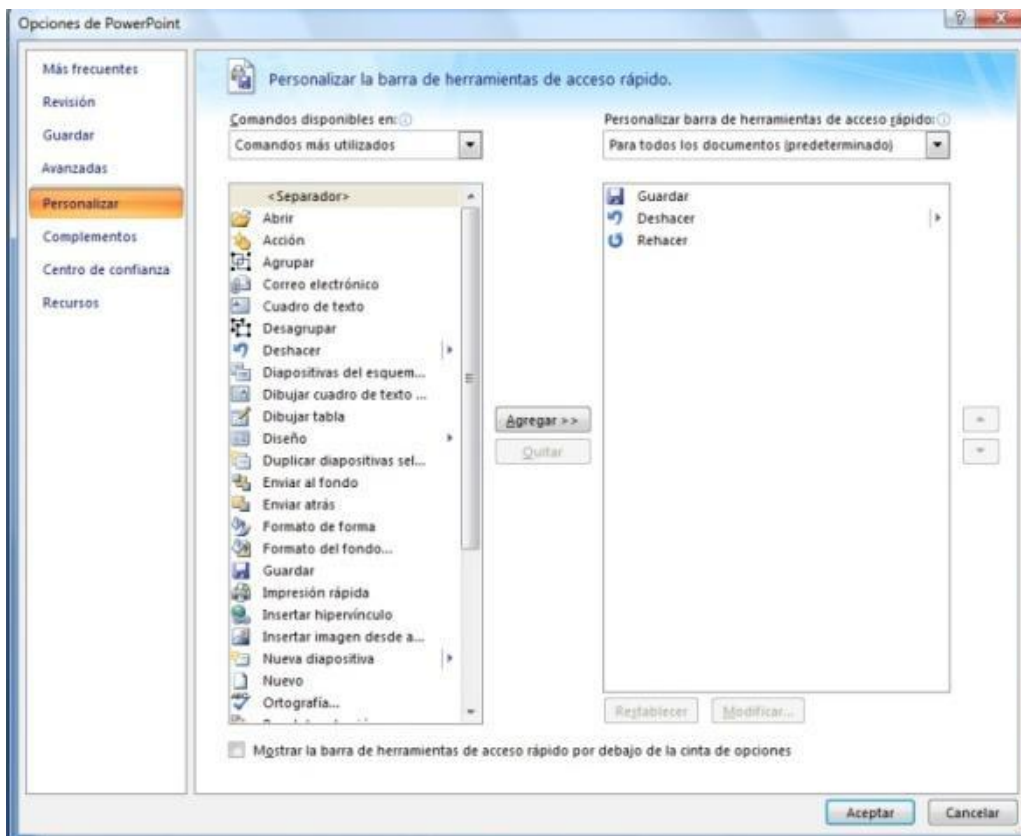 Opciones de PowerPoint
Más frecuentes
Revisión
Guardar
Avanzadas
Personalizar
Complementos
Centro de confianza
Recursos
Personalizar la barra de herramientas de acceso rápido.
Comandos disponibles en:
Comandos más utilizados
<Separador>
Abrir
Acción
Agrupar
Correo electrónico
Cuadro de texto
Desagrupar
Deshacer
Diapositivas del esquem...
Dibujar cuadro de texto ...
Dibujar tabla
Diseño
Duplicar diapositivas sel...
Enviar al fondo
Enviar atrás
Formato de forma
Formato del fondo...
Guardar
Impresión rápida
Insertar hipervínculo
Insertar imagen desde a...
Nueva diapositiva
Nuevo
Ortografía...
Agregar >>
Quitar
Personalizar barra de herramientas de acceso rápido:
Para todos los documentos (predeterminado)
Guardar
Deshacer
Rehacer
Restablecer
Modificar...
Mostrar la barra de herramientas de acceso rápido por debajo de la cinta de opciones
Aceptar
Cancelar